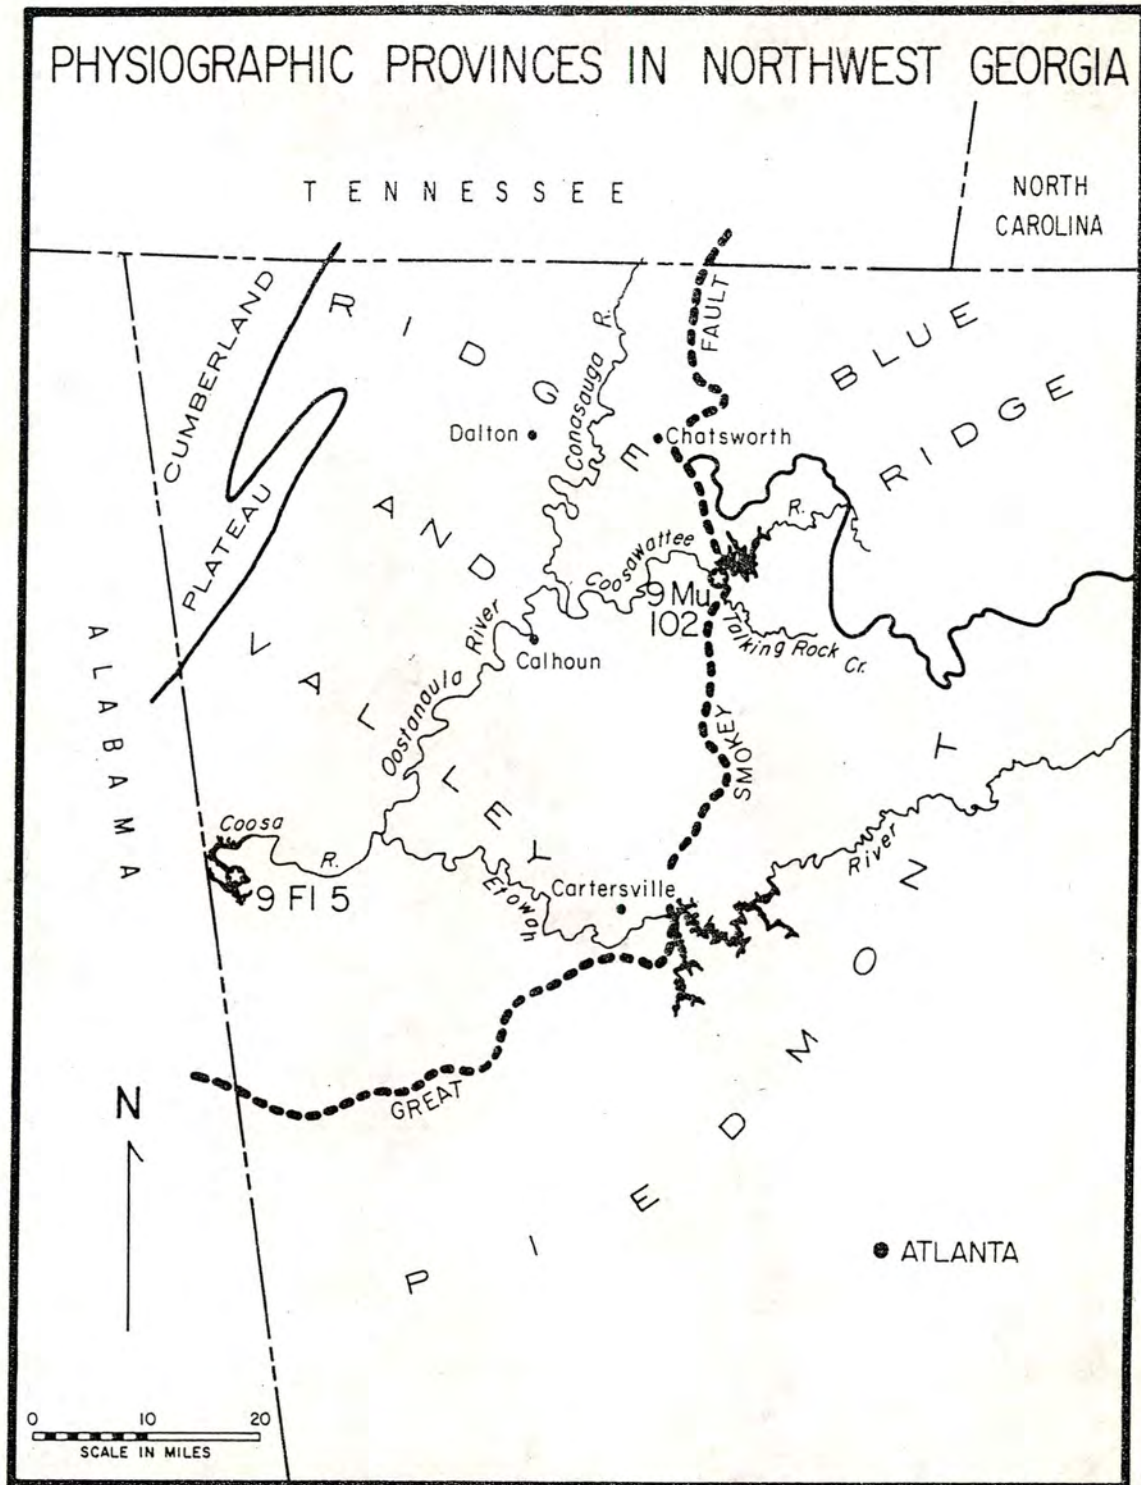 PHYSIOGRAPHIC PROVINCES IN NORTHWEST GEORGIA
TENNESSEE
NORTH
CAROLINA
CUMBERLAND
PLATEAU
RIDGE
AND
VALLEY
BLUE
RIDGE
FAULT
Conasauga R.
Dalton
Chatsworth
R.
Coosawattee
9 Mu
102
Talking Rock Cr.
Oostanaula River
Calhoun
ALABAMA
SMOKEY
Coosa
R.
9 Fl 5
Etowah
Cartersville
River
PIEDMONT
GREAT
N
ATLANTA
0 10 20
SCALE IN MILES